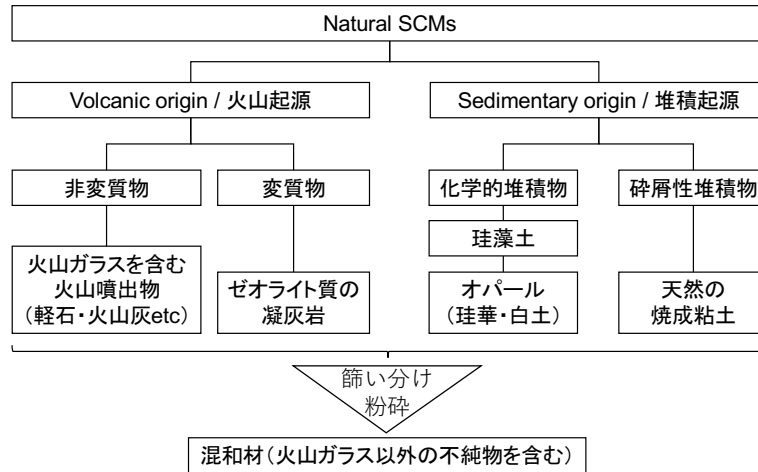 Natural SCMs
Volcanic origin / 火山起源
Sedimentary origin / 堆積起源
非変質物
変質物
化学的堆積物
砕屑性堆積物
珪藻土
火山ガラスを含む
火山噴出物
（軽石・火山灰etc）
ゼオライト質の
凝灰岩
オパール
（珪華・白土）
天然の
焼成粘土
篩い分け
粉砕
混和材（火山ガラス以外の不純物を含む）